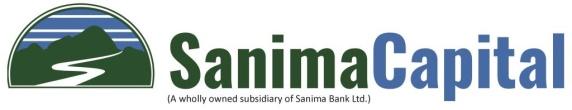 SanimaCapital
(A wholly owned subsidiary of Sanima Bank Ltd.)